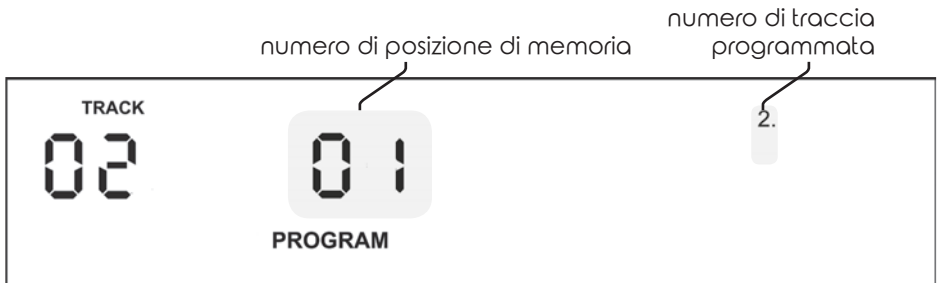 numero di traccia
programmata
numero di posizione di memoria
TRACK
02
01
2.
PROGRAM